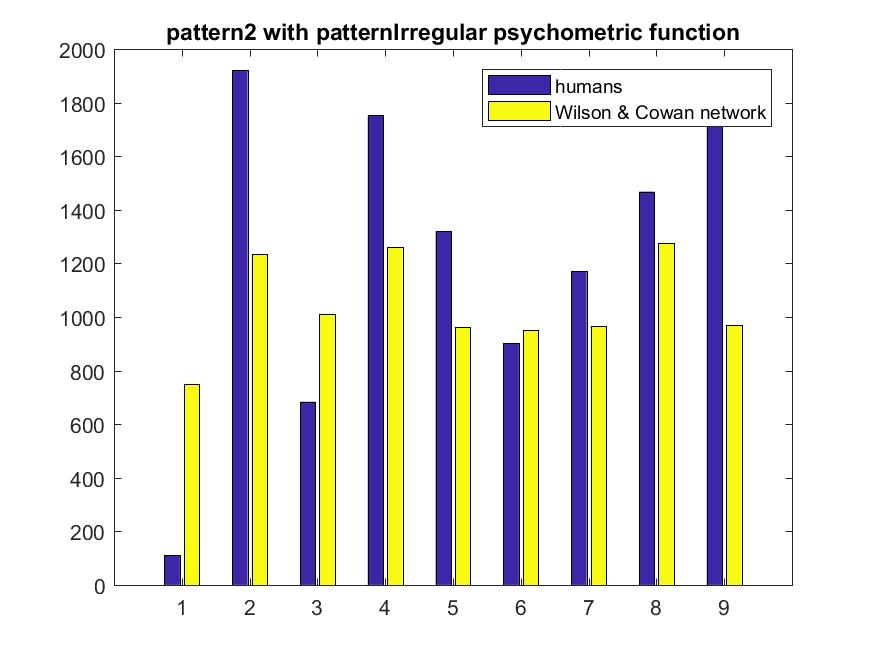 pattern2 with patternIrregular psychometric function
2000
1800
1600
1400
1200
1000
800
600
400
200
0
humans
Wilson & Cowan network
1 2 3 4 5 6 7 8 9